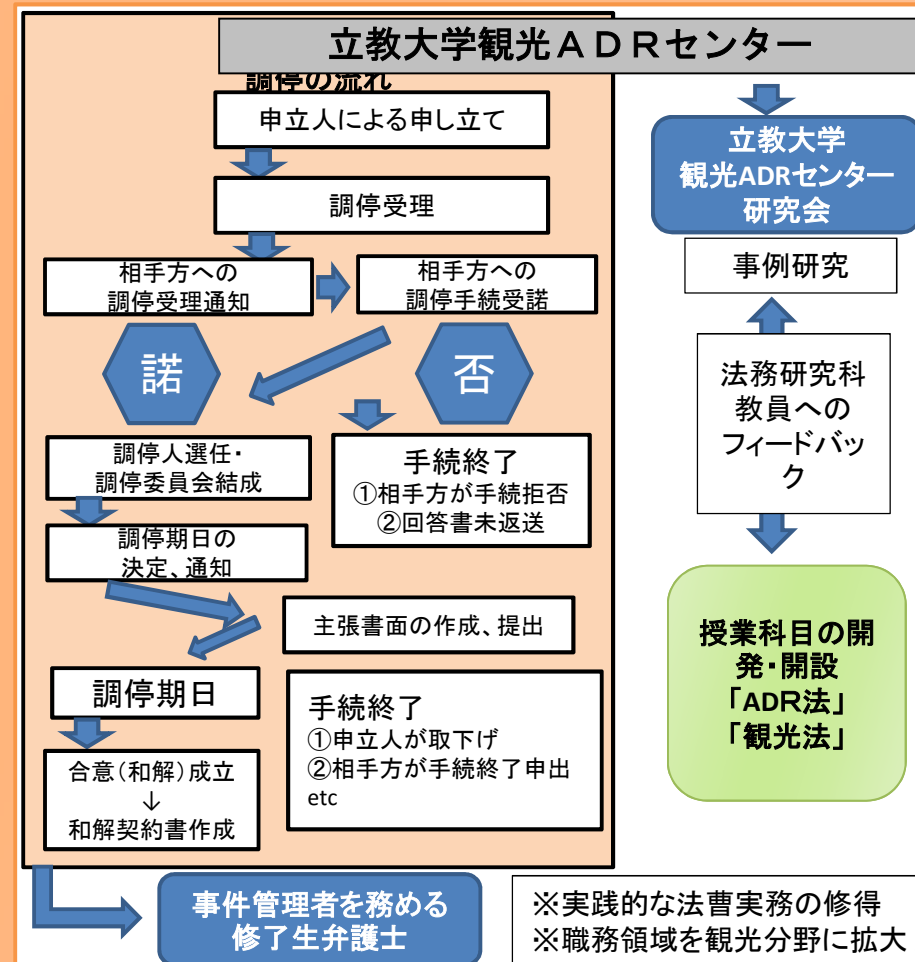 立教大学観光ＡＤＲセンター
調停の流れ
申立人による申し立て
調停受理
相手方への
調停受理通知
相手方への
調停手続受諾
諾
否
調停人選任・
調停委員会結成
手続終了
①相手方が手続拒否
②回答書未返送
調停期日の
決定、通知
主張書面の作成、提出
調停期日
手続終了
①申立人が取下げ
②相手方が手続終了申出
etc
合意（和解）成立
↓
和解契約書作成
事件管理者を務める
修了生弁護士
立教大学
観光ADRセンター
研究会
事例研究
法務研究科
教員への
フィードバッ
ク
授業科目の開
発・開設
「ADR法」
「観光法」
※実践的な法曹実務の修得
※職務領域を観光分野に拡大